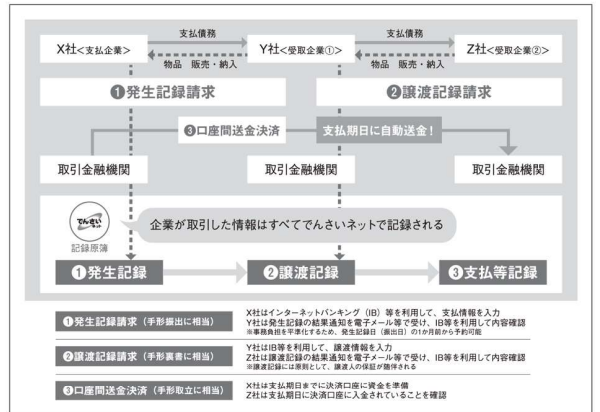 支払債務 支払債務
X社<支払企業> Y社<受取企業①> Z社<受取企業②>
物品 販売・納入 物品 販売・納入
❶発生記録請求 ❷譲渡記録請求
❸口座間送金決済 支払期日に自動送金！
取引金融機関 取引金融機関 取引金融機関
でんさい
ネット
記録原簿
企業が取引した情報はすべてでんさいネットで記録される
❶発生記録 ❷譲渡記録 ❸支払等記録
❶発生記録請求（手形振出に相当）
X社はインターネットバンキング（IB）等を利用して、支払情報を入力
Y社は発生記録の結果通知を電子メール等で受け、IB等を利用して内容確認
※事務負担を平準化するため、発生記録日（振出日）の1か月前から予約可能
❷譲渡記録請求（手形裏書に相当）
Y社はIB等を利用して、譲渡情報を入力
Z社は譲渡記録の結果通知を電子メール等で受け、IB等を利用して内容確認
※譲渡記録には原則として、譲渡人の保証が随伴される
❸口座間送金決済（手形取立に相当）
X社は支払期日までに決済口座に資金を準備
Z社は支払期日に決済口座に入金されていることを確認